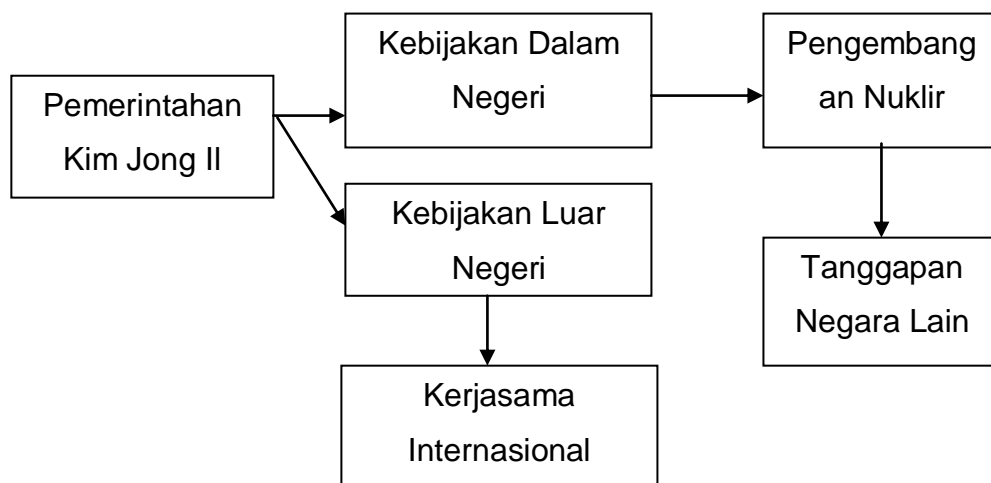 Pemerintahan
Kim Jong Il
Kebijakan Dalam
Negeri
Pengembang
an Nuklir
Kebijakan Luar
Negeri
Tanggapan
Negara Lain
Kerjasama
Internasional